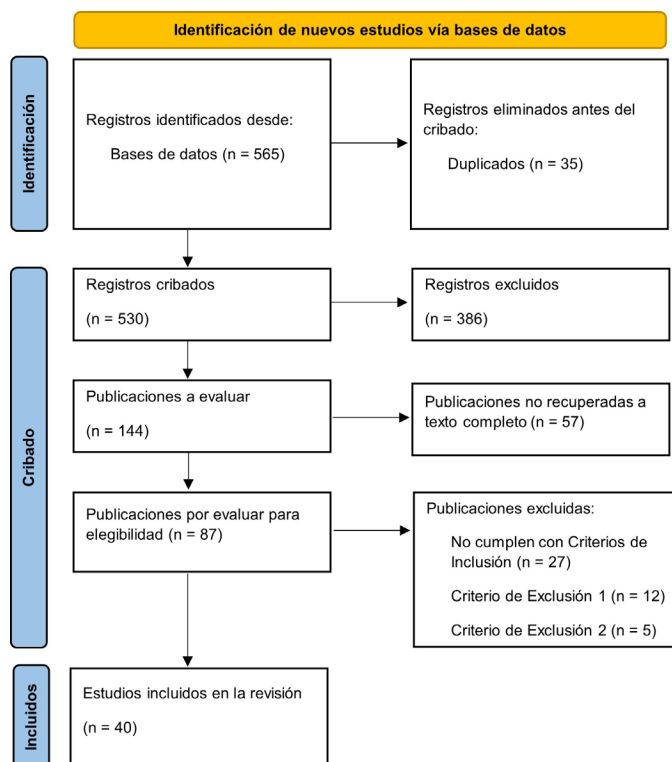 Identificación de nuevos estudios vía bases de datos
Identificación
Registros identificados desde:
Bases de datos (n = 565)
Registros eliminados antes del
cribado:
Duplicados (n = 35)
Cribado
Registros cribados
(n = 530)
Registros excluidos
(n = 386)
Publicaciones a evaluar
(n = 144)
Publicaciones no recuperadas a
texto completo (n = 57)
Publicaciones por evaluar para
elegibilidad (n = 87)
Publicaciones excluidas:
No cumplen con Criterios de
Inclusión (n = 27)
Criterio de Exclusión 1 (n = 12)
Criterio de Exclusión 2 (n = 5)
Incluidos
Estudios incluidos en la revisión
(n = 40)